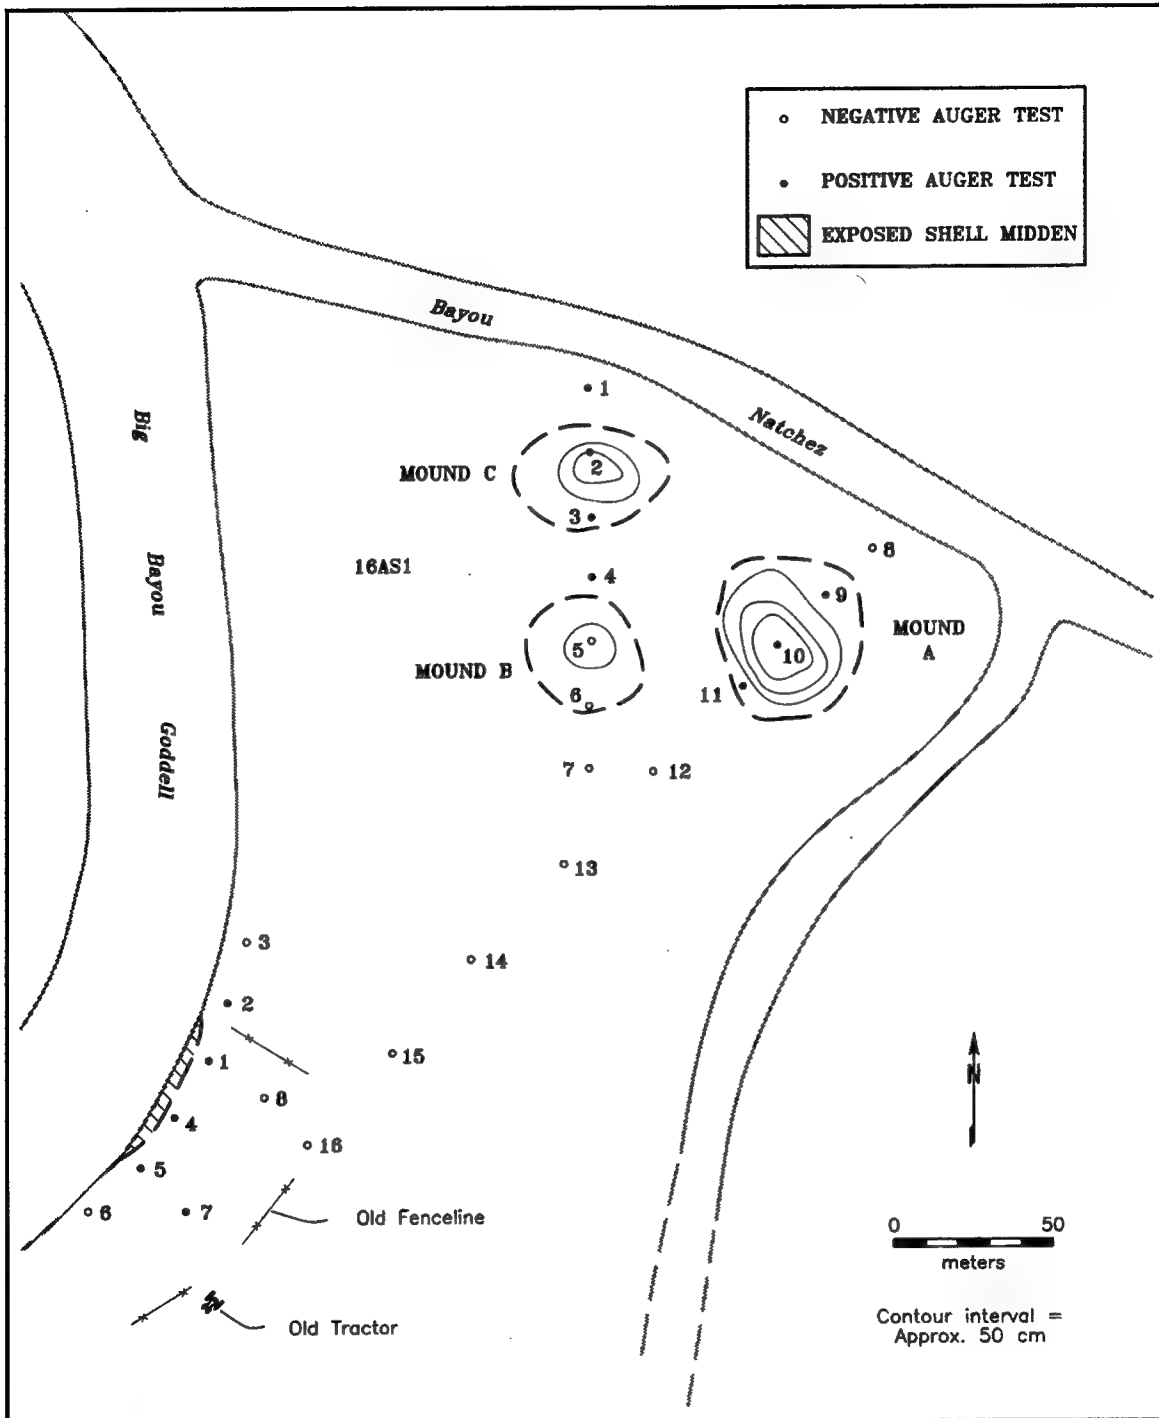 NEGATIVE AUGER TEST
POSITIVE AUGER TEST
EXPOSED SHELL MIDDEN
Bayou
Natchez
Big
Bayou
Goddell
1
MOUND C
2
3
16AS1
4
8
9
MOUND
A
5
10
MOUND B
6
11
7
12
13
3
14
2
15
1
8
4
16
5
6
7
Old Fenceline
Old Tractor
N
0 50
meters
Contour interval =
Approx. 50 cm